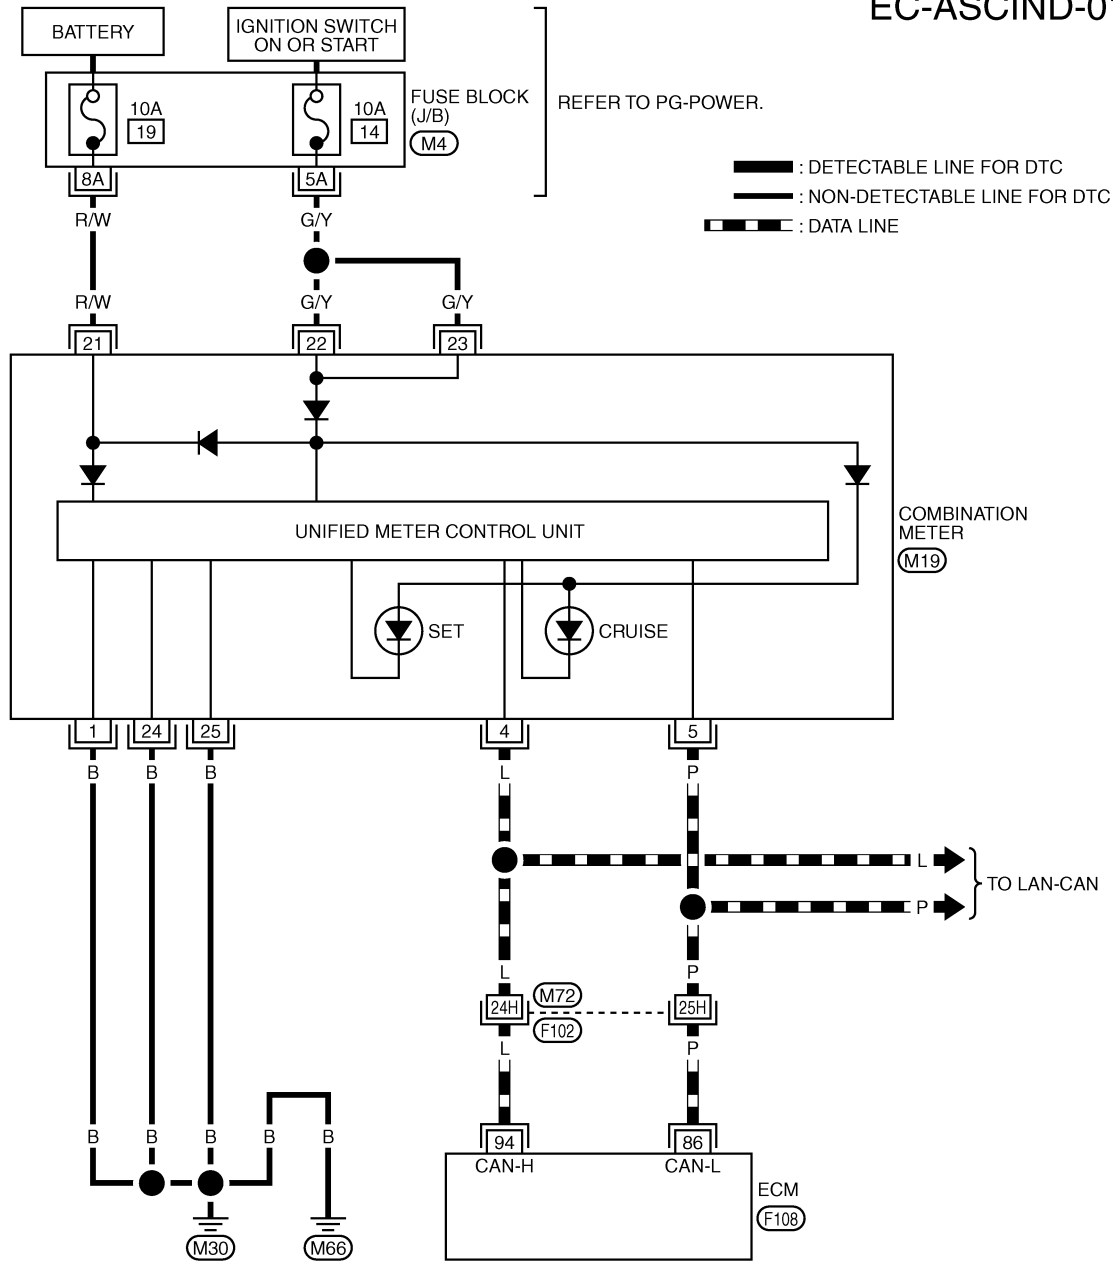 EC-ASCIND-01
BATTERY
IGNITION SWITCH
ON OR START
10A
19
10A
14
FUSE BLOCK
(J/B)
M4
REFER TO PG-POWER.
8A
5A
: DETECTABLE LINE FOR DTC
: NON-DETECTABLE LINE FOR DTC
: DATA LINE
R/W
G/Y
R/W
G/Y
G/Y
21
22
23
UNIFIED METER CONTROL UNIT
COMBINATION
METER
M19
SET
CRUISE
1
24
25
4
5
B
B
B
L
P
L
P
TO LAN-CAN
L
P
24H
M72
F102
25H
L
P
B
B
B
B
B
94
86
CAN-H
CAN-L
ECM
F108
M30
M66